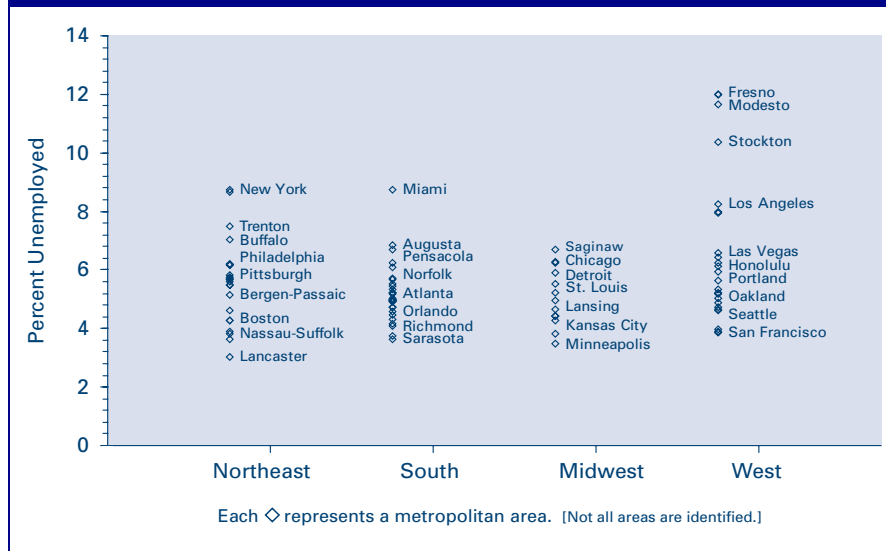 14
12
10
8
6
4
2
0
Percent Unemployed
New York
Trenton
Buffalo
Philadelphia
Pittsburgh
Bergen-Passaic
Boston
Nassau-Suffolk
Lancaster
Miami
Augusta
Pensacola
Norfolk
Atlanta
Orlando
Richmond
Sarasota
Saginaw
Chicago
Detroit
St. Louis
Lansing
Kansas City
Minneapolis
Fresno
Modesto
Stockton
Los Angeles
Las Vegas
Honolulu
Portland
Oakland
Seattle
San Francisco
Northeast South Midwest West
Each ◇ represents a metropolitan area. [Not all areas are identified.]